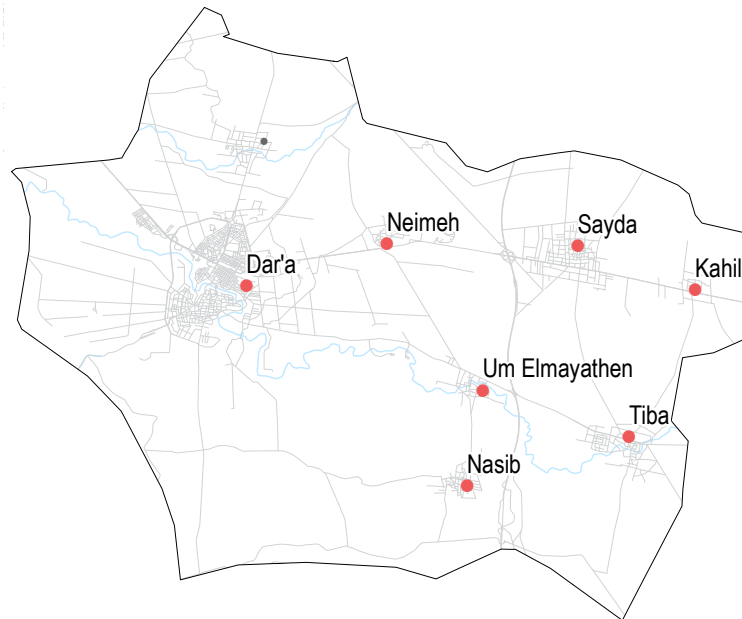 Neimeh
Sayda
Dar'a
Kahil
Um Elmayathen
Tiba
Nasib